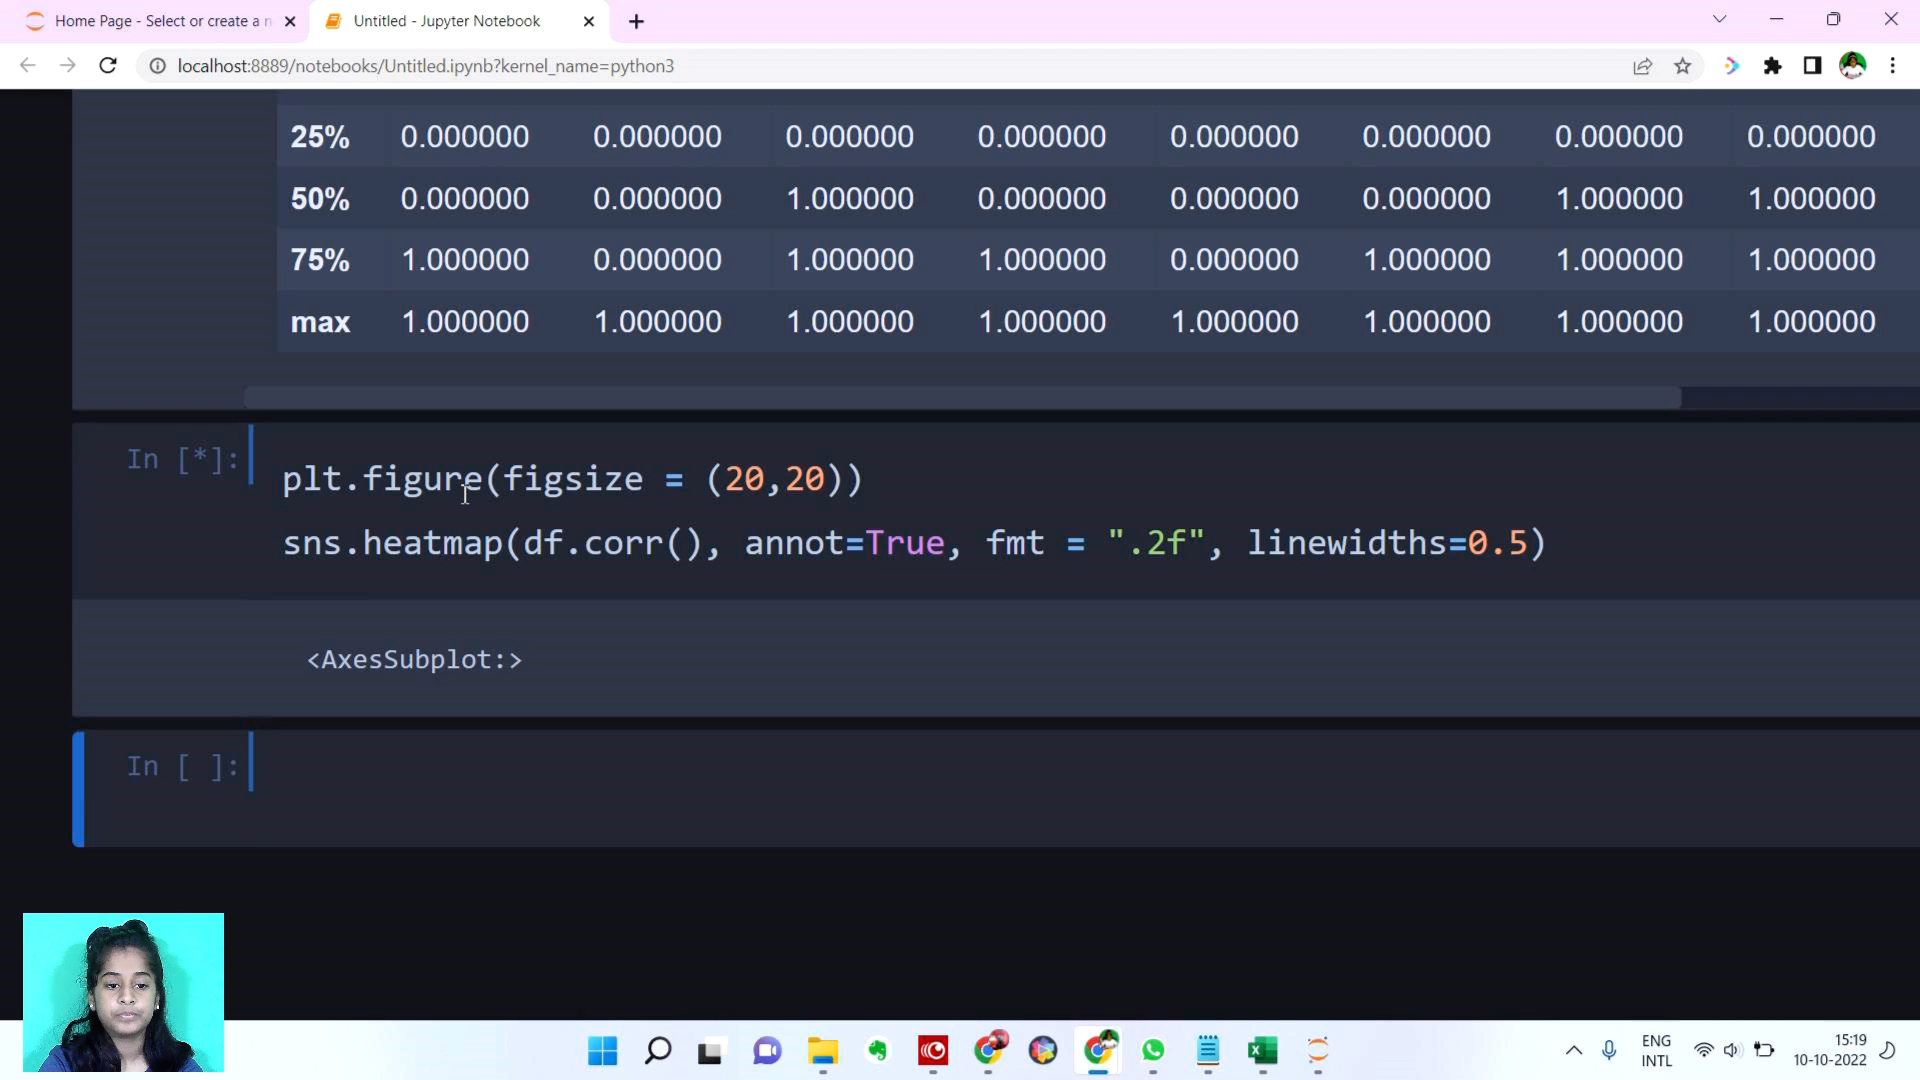 Home Page - Select or create a n
Untitled - Jupyter Notebook
localhost:8889/notebooks/Untitled.ipynb?kernel_name=python3
25% 0.000000 0.000000 0.000000 0.000000 0.000000 0.000000 0.000000 0.000000
50% 0.000000 0.000000 1.000000 0.000000 0.000000 0.000000 1.000000 1.000000
75% 1.000000 0.000000 1.000000 1.000000 0.000000 1.000000 1.000000 1.000000
max 1.000000 1.000000 1.000000 1.000000 1.000000 1.000000 1.000000 1.000000
In [*]:
plt.figure(figsize = (20,20))
sns.heatmap(df.corr(), annot=True, fmt = ".2f", linewidths=0.5)
<AxesSubplot:>
In [ ]:
ENG
INTL
15:19
10-10-2022